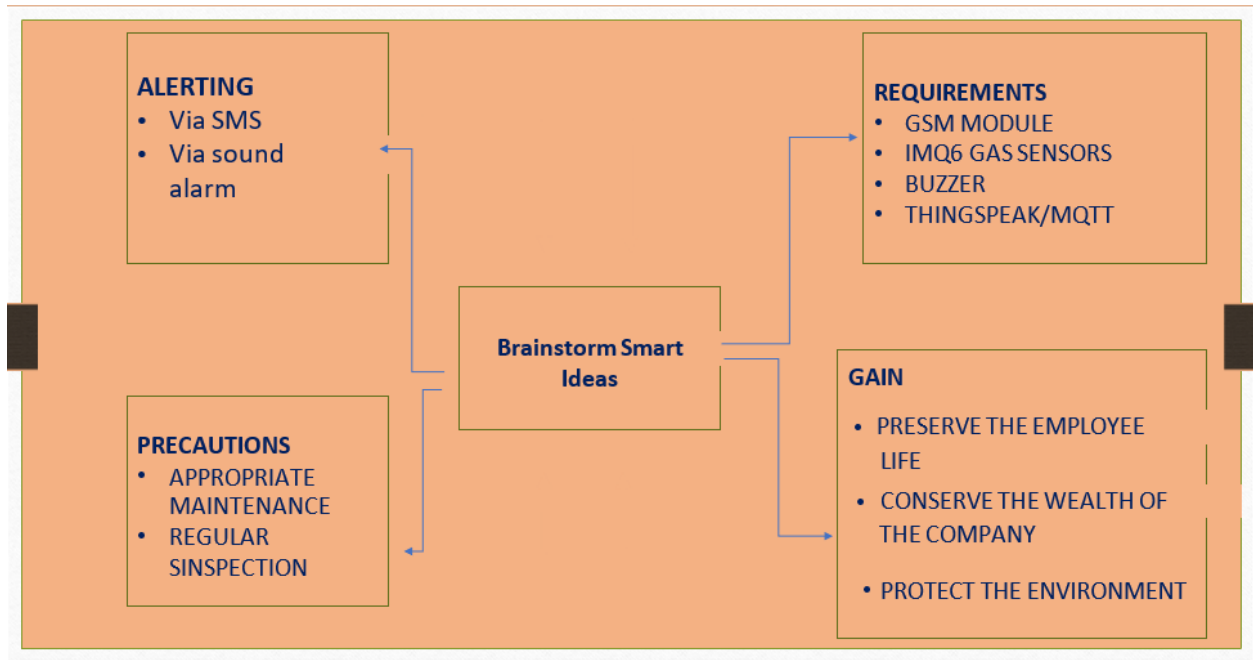 ALERTING
• Via SMS
• Via sound
alarm
REQUIREMENTS
• GSM MODULE
• IMQ6 GAS SENSORS
• BUZZER
• THINGSPEAK/MQTT
Brainstorm Smart
Ideas
PRECAUTIONS
• APPROPRIATE
MAINTENANCE
• REGULAR
SINSPECTION
GAIN
• PRESERVE THE EMPLOYEE
LIFE
• CONSERVE THE WEALTH OF
THE COMPANY
• PROTECT THE ENVIRONMENT